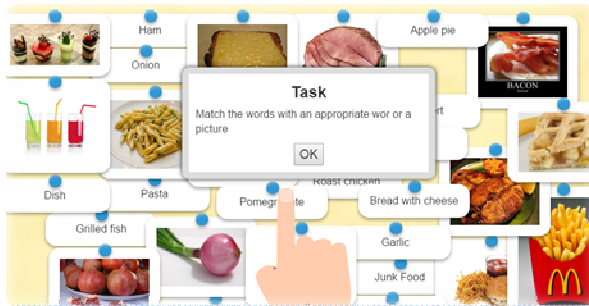 Ham
Apple pie
Onion
BACON
Task
Match the words with an appropriate wor or a
picture
OK
Roast chicken
Dish
Pasta
Bread with cheese
Grilled fish
Garlic
Junk Food